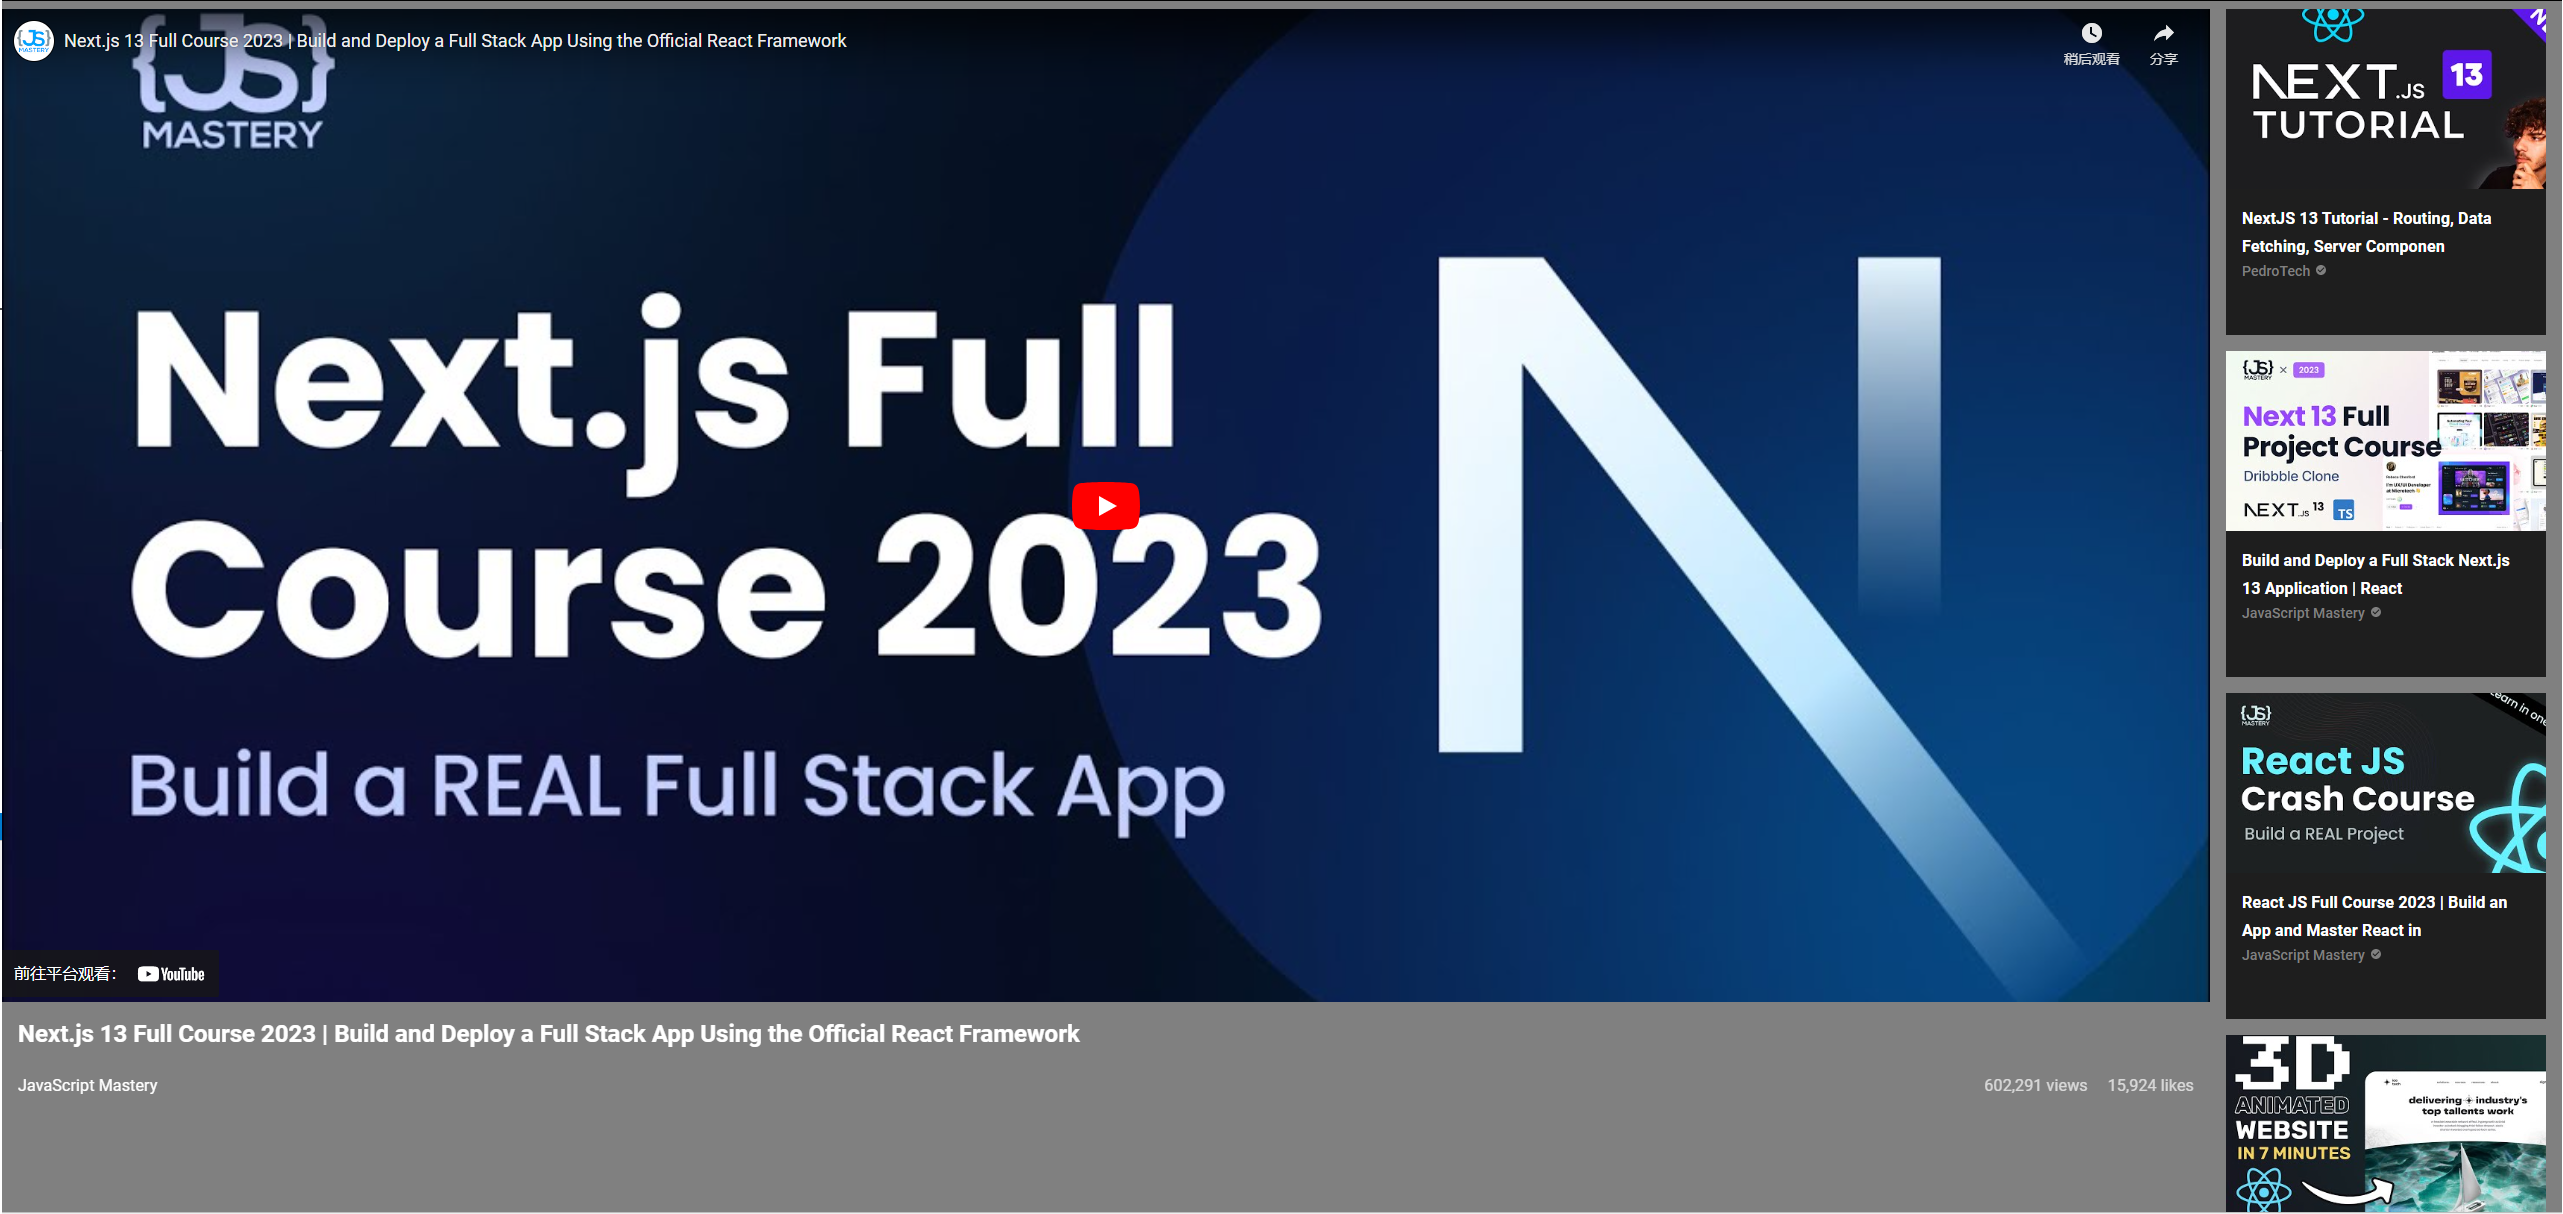 Next.js 13 Full Course 2023 | Build and Deploy a Full Stack App Using the Official React Framework
稍后观看
分享
{JS}
MASTERY
Next.js Full
Course 2023
Build a REAL Full Stack App
前往平台观看：
YouTube
Next.js 13 Full Course 2023 | Build and Deploy a Full Stack App Using the Official React Framework
JavaScript Mastery
602,291 views
15,924 likes
NEXT.JS 13
TUTORIAL
NextJS 13 Tutorial - Routing, Data
Fetching, Server Componen
PedroTech
{JS} × 2023
MASTERY
Next 13 Full
Project Course
Dribbble Clone
NEXT.JS 13
TS
Build and Deploy a Full Stack Next.js
13 Application | React
JavaScript Mastery
{JS}
MASTERY
Learn in one
React JS
Crash Course
Build a REAL Project
React JS Full Course 2023 | Build an
App and Master React in
JavaScript Mastery
3D
ANIMATED
WEBSITE
IN 7 MINUTES
delivering industry's
top tallents work